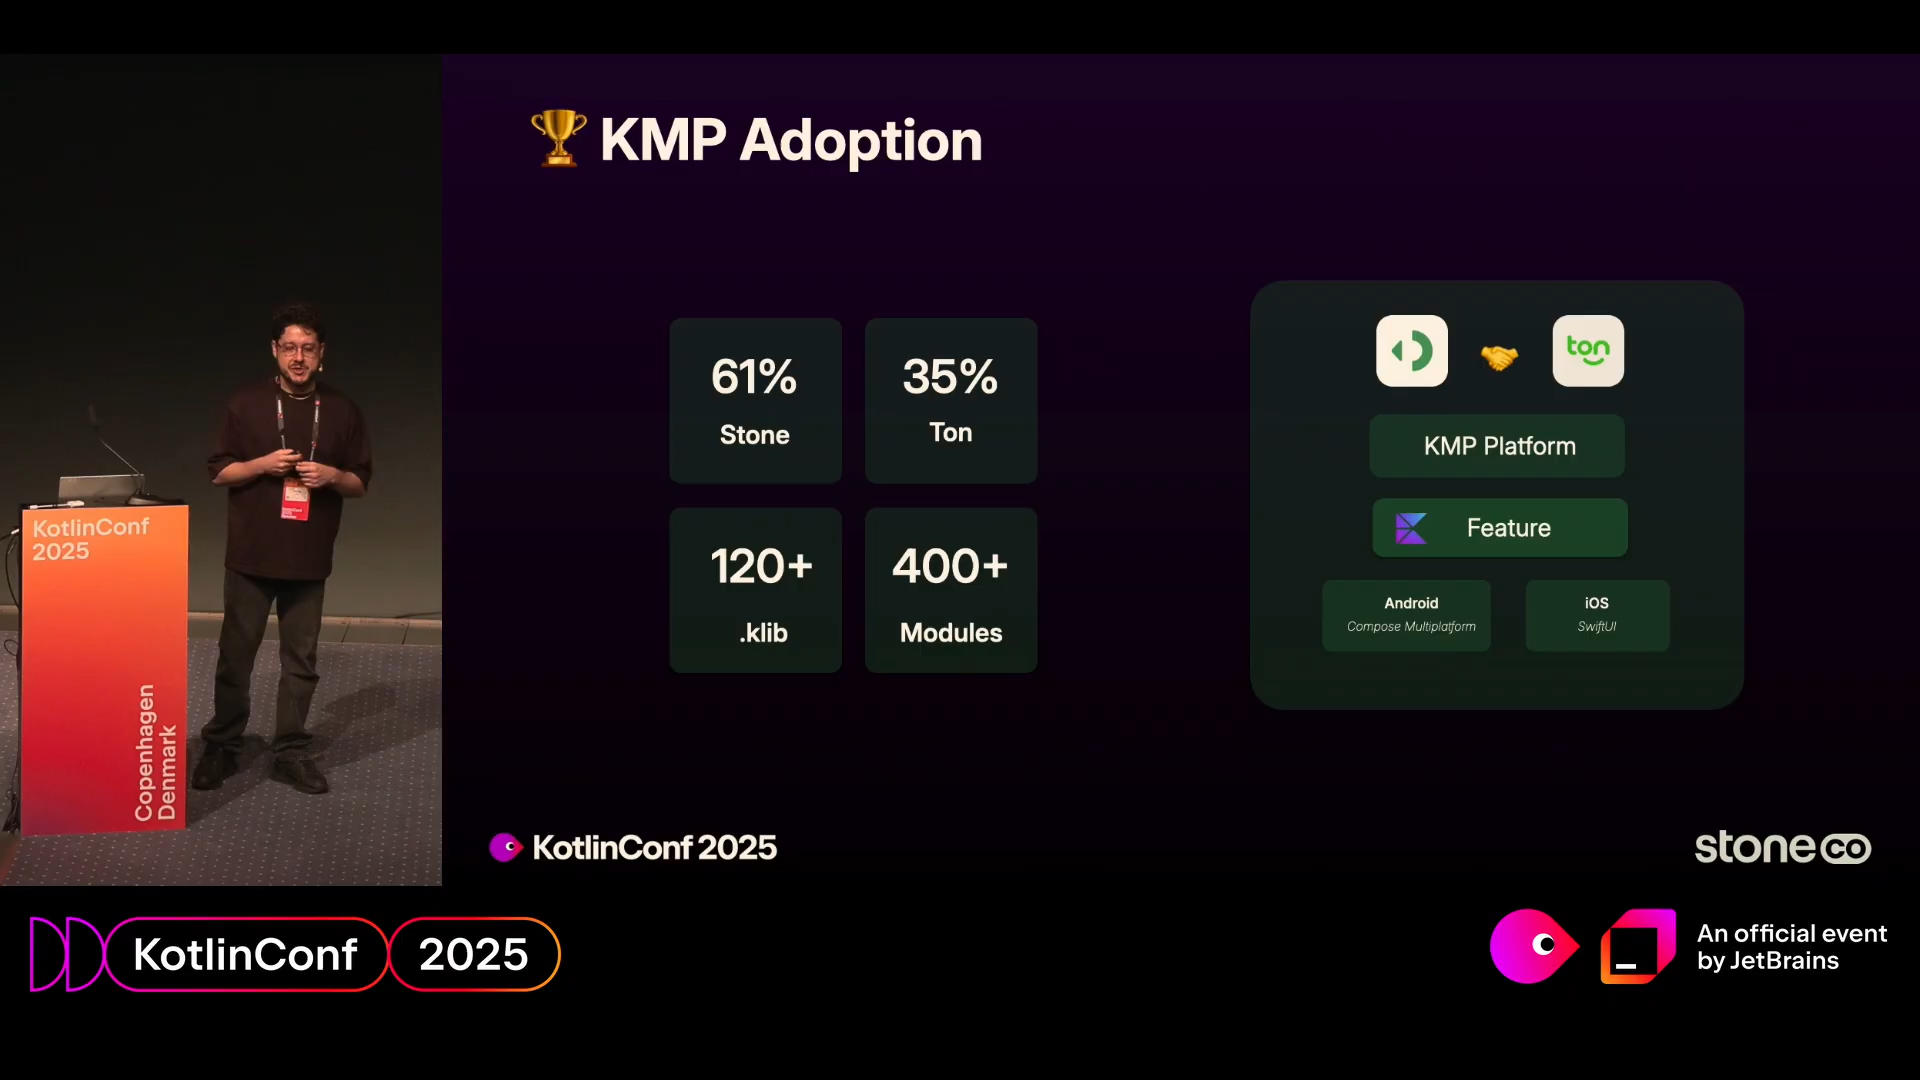 KMP Adoption
61%
Stone
35%
Ton
120+
.klib
400+
Modules
ton
KMP Platform
Feature
Android
Compose Multiplatform
iOS
SwiftUI
KotlinConf
2025
Copenhagen
Denmark
KotlinConf 2025
stone co
KotlinConf 2025
An official event
by JetBrains